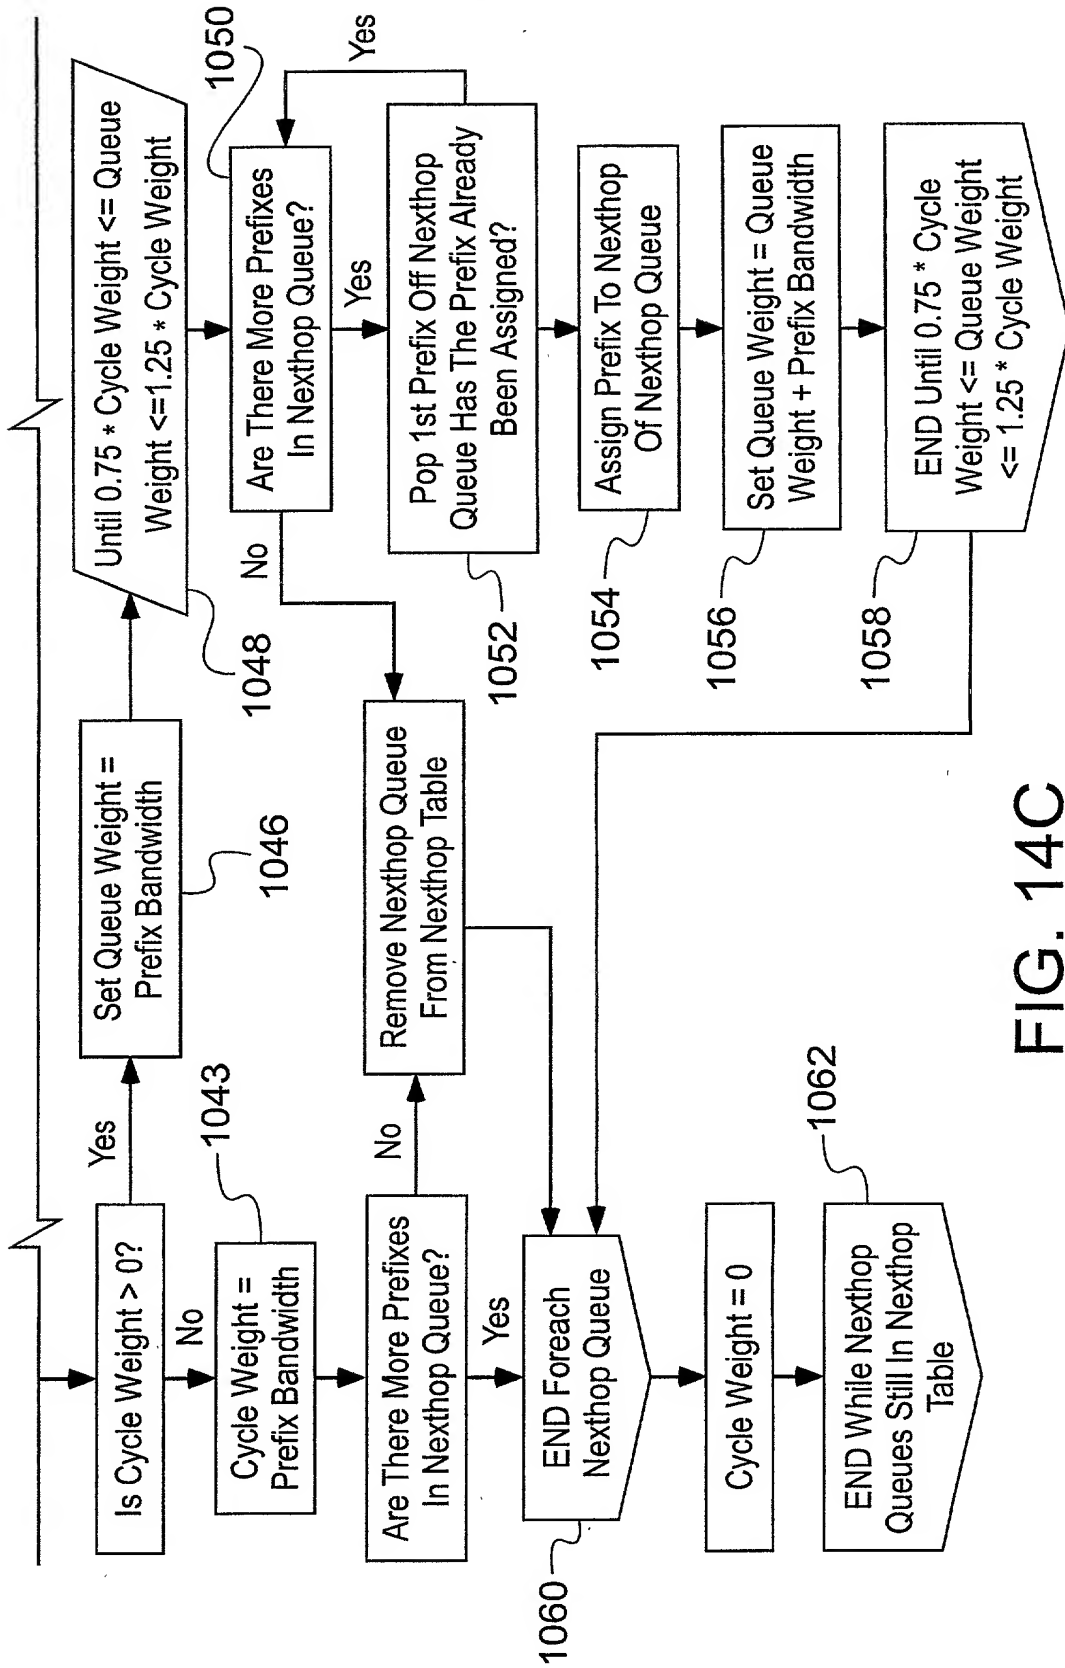 Is Cycle Weight > 0?
Yes
No
Set Queue Weight =
Prefix Bandwidth
1046
Until 0.75 * Cycle Weight <= Queue
Weight <=1.25 * Cycle Weight
1048
Cycle Weight =
Prefix Bandwidth
1043
Are There More Prefixes
In Nexthop Queue?
1050
No
Yes
Yes
Are There More Prefixes
In Nexthop Queue?
No
Yes
Remove Nexthop Queue
From Nexthop Table
Pop 1st Prefix Off Nexthop
Queue Has The Prefix Already
Been Assigned?
1052
END Foreach
Nexthop Queue
1060
Assign Prefix To Nexthop
Of Nexthop Queue
1054
Cycle Weight = 0
Set Queue Weight = Queue
Weight + Prefix Bandwidth
1056
END While Nexthop
Queues Still In Nexthop
Table
1062
END Until 0.75 * Cycle
Weight <= Queue Weight
<= 1.25 * Cycle Weight
1058
FIG. 14C